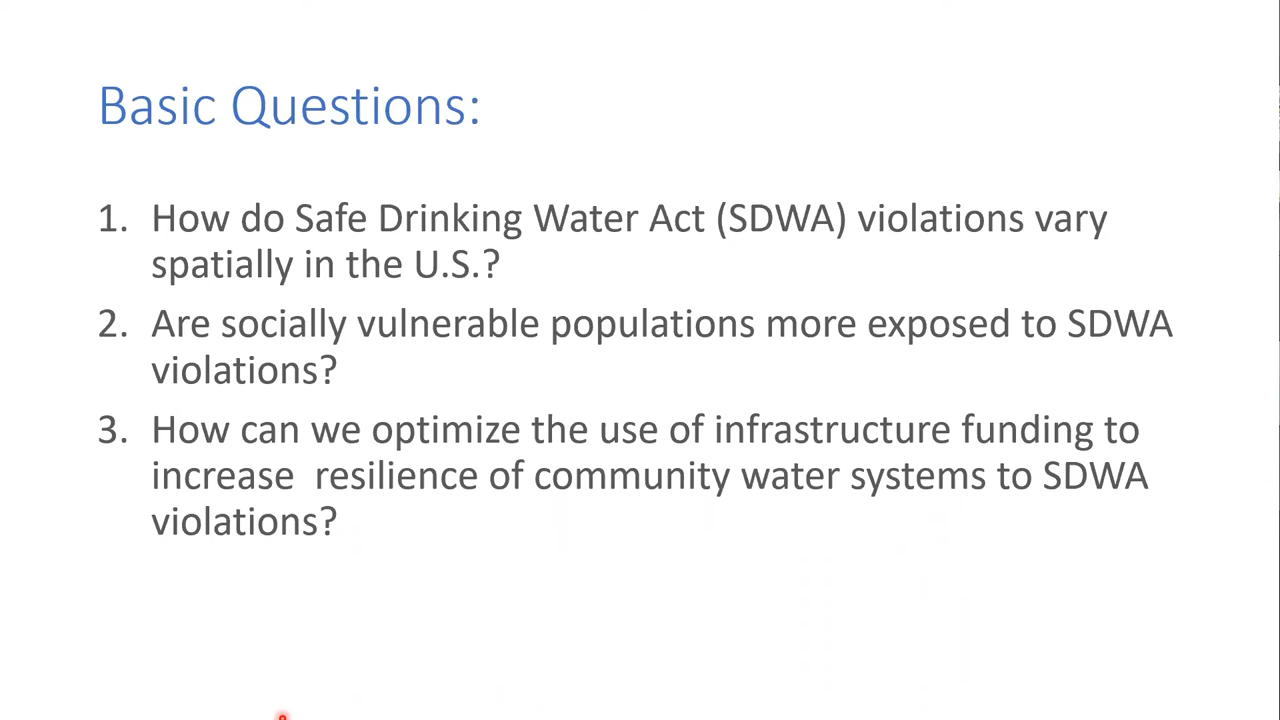 Basic Questions:
1. How do Safe Drinking Water Act (SDWA) violations vary
spatially in the U.S.?
2. Are socially vulnerable populations more exposed to SDWA
violations?
3. How can we optimize the use of infrastructure funding to
increase  resilience of community water systems to SDWA
violations?